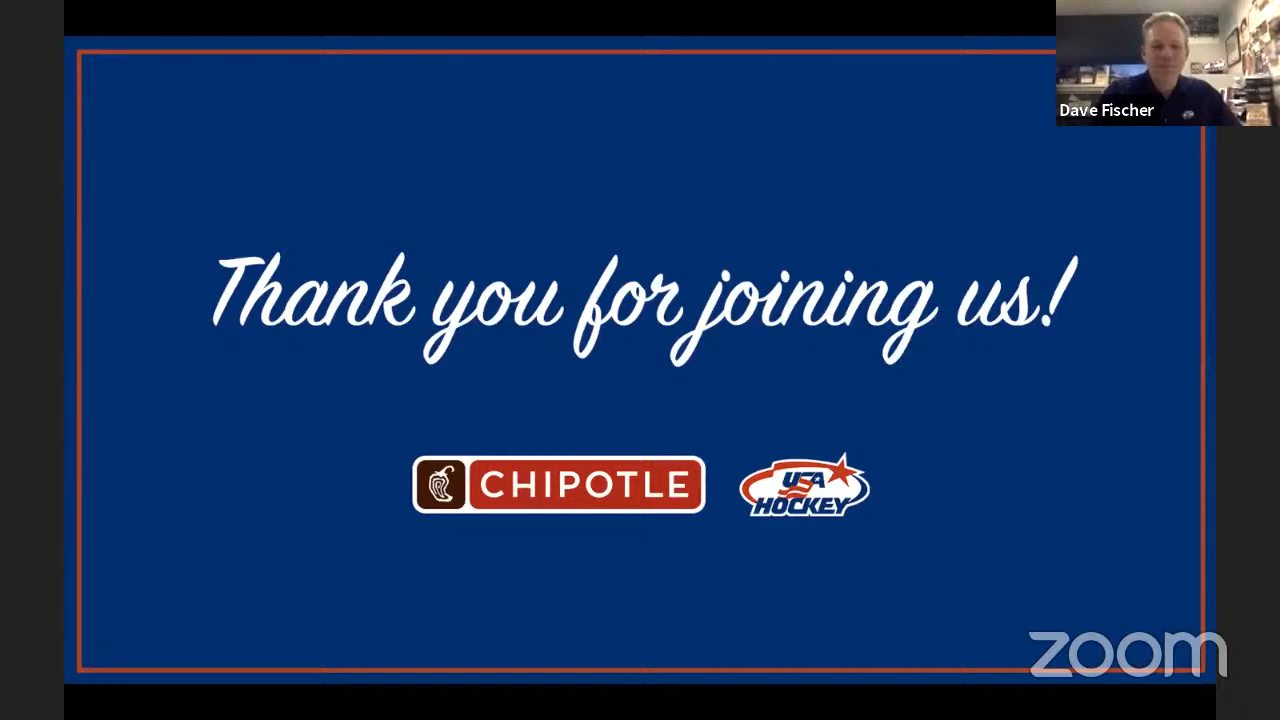 Dave Fischer
Thank you for joining us!
CHIPOTLE
USA
HOCKEY
zoom